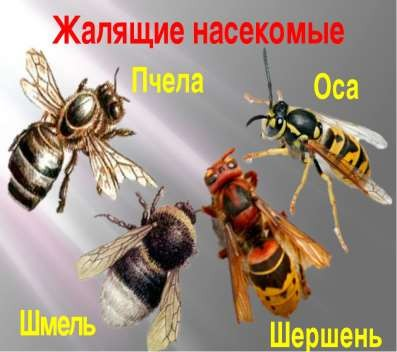 Жалящие насекомые
Пчела
Оса
Шмель
Шершень